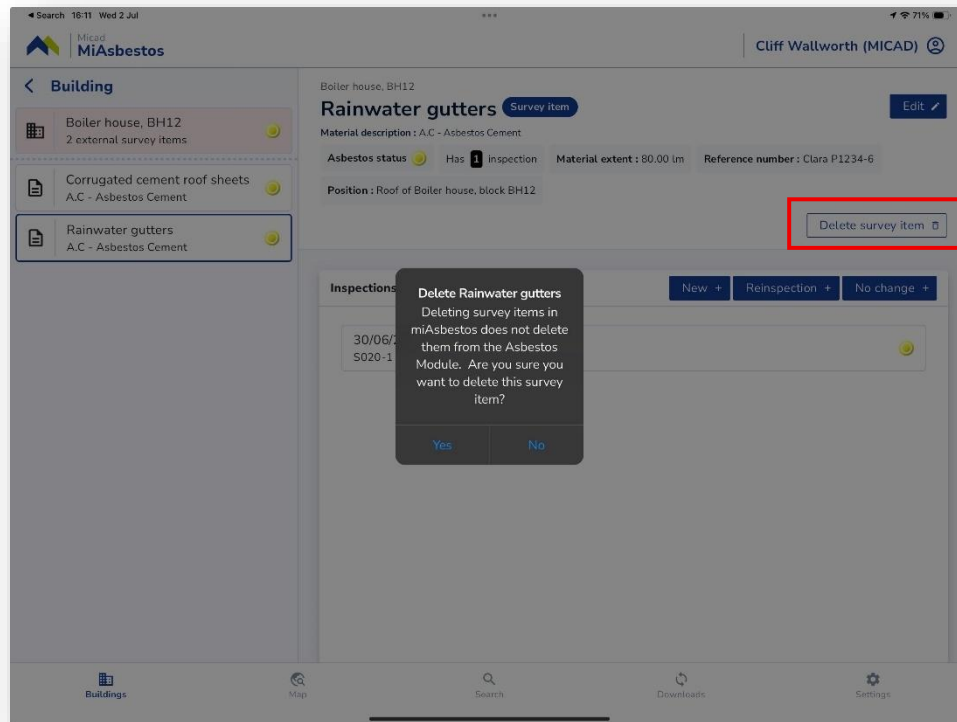 Search 16:11 Wed 2 Jul
71%
Micad
MiAsbestos
Cliff Wallworth (MICAD)
Building
Boiler house, BH12
2 external survey items
Corrugated cement roof sheets
A.C - Asbestos Cement
Rainwater gutters
A.C - Asbestos Cement
Boiler house, BH12
Rainwater gutters Survey item
Edit
Material description : A.C - Asbestos Cement
Asbestos status Has 1 inspection Material extent : 80.00 lm Reference number : Clara P1234-6
Position : Roof of Boiler house, block BH12
Delete survey item
Inspections
New + Reinspection + No change +
30/06/
S020-1
Delete Rainwater gutters
Deleting survey items in
miAsbestos does not delete
them from the Asbestos
Module. Are you sure you
want to delete this survey
item?
Yes No
Buildings Map Search Downloads Settings